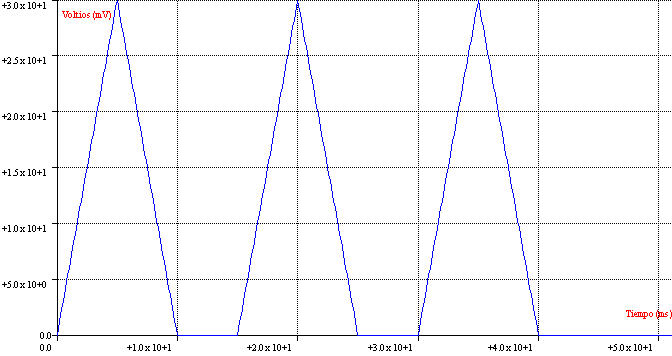 +3.0 x 10+1
Voltios (mV)
+2.5 x 10+1
+2.0 x 10+1
+1.5 x 10+1
+1.0 x 10+1
+5.0 x 10+0
Tiempo (ms)
0.0
0.0 +1.0 x 10+1 +2.0 x 10+1 +3.0 x 10+1 +4.0 x 10+1 +5.0 x 10+1